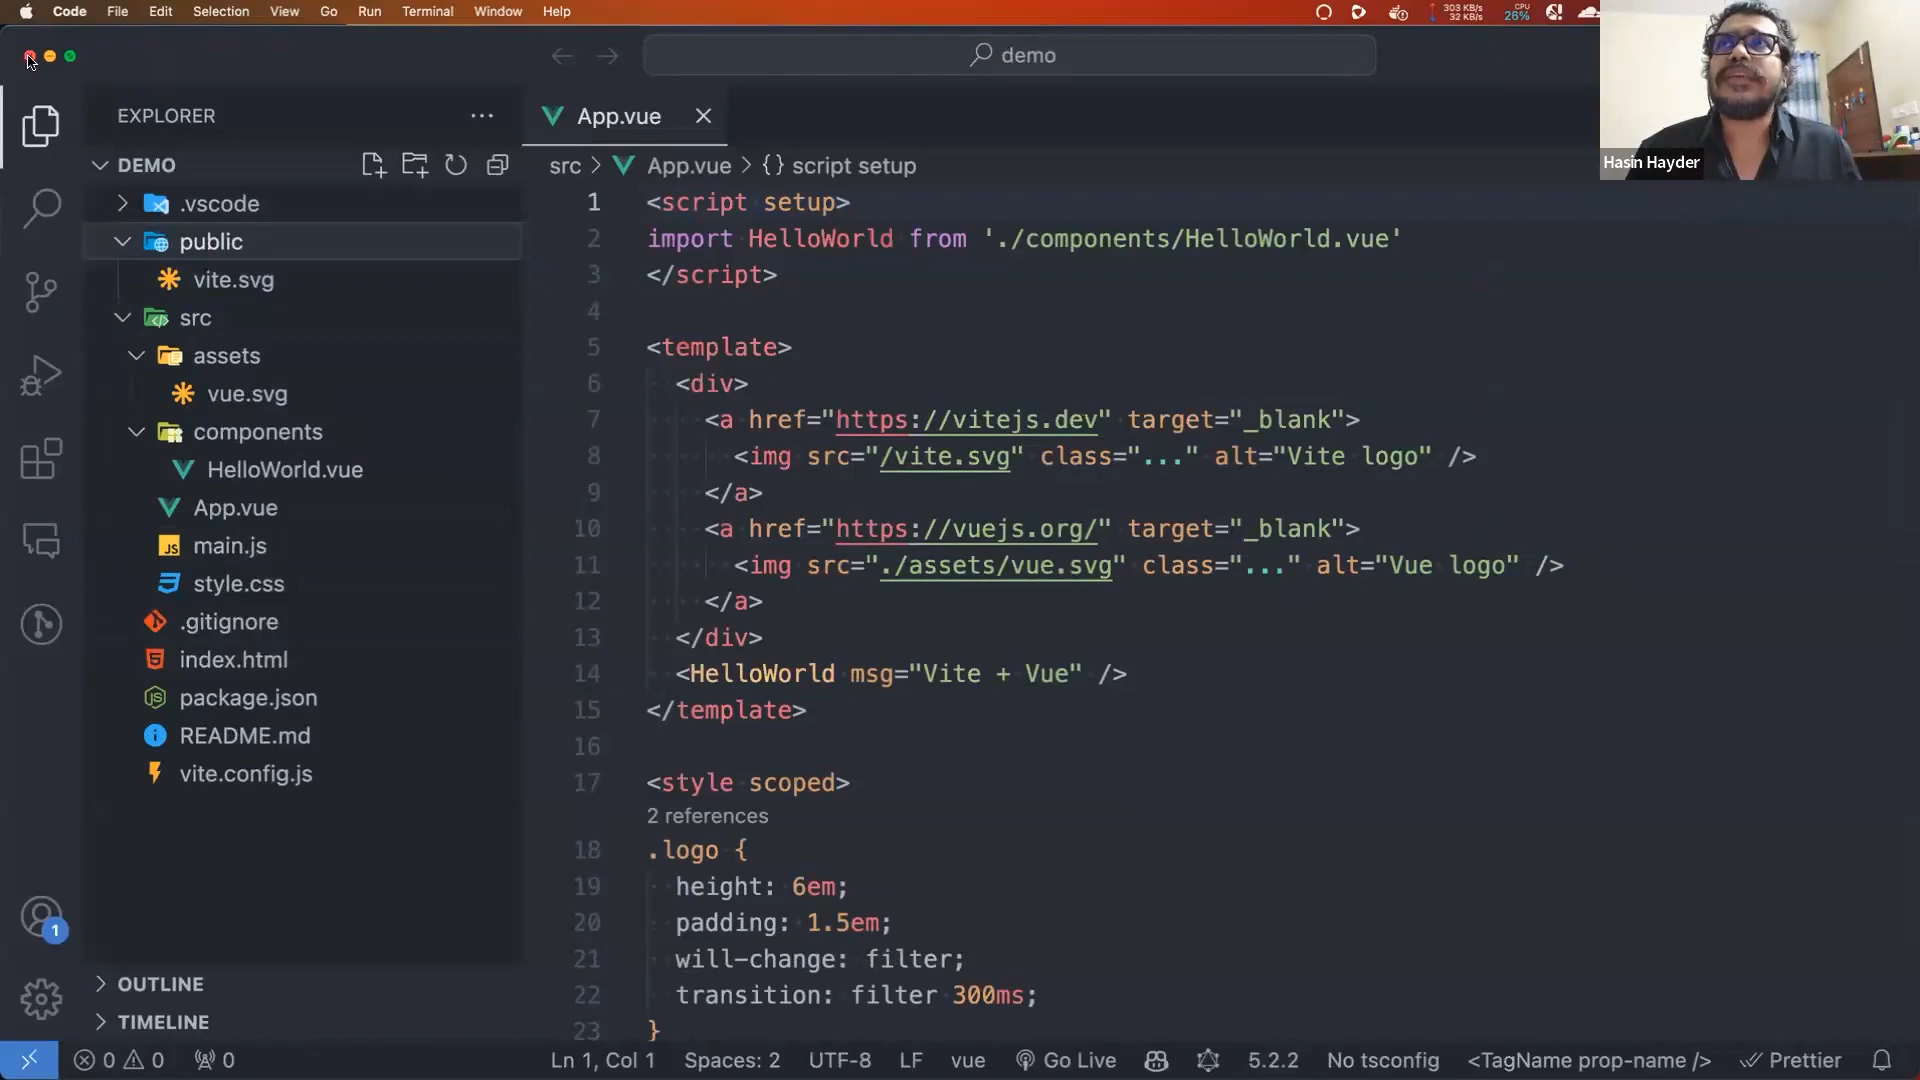 Code File Edit Selection View Go Run Terminal Window Help
303 KB/s
32 KB/s
CPU
26%
demo
Hasin Hayder
EXPLORER
App.vue
DEMO
src > App.vue > {} script setup
.vscode
public
vite.svg
src
assets
vue.svg
components
HelloWorld.vue
App.vue
main.js
style.css
.gitignore
index.html
package.json
README.md
vite.config.js
OUTLINE
TIMELINE
1
1 <script setup>
2 import HelloWorld from './components/HelloWorld.vue'
3 </script>
4
5 <template>
6 <div>
7 <a href="https://vitejs.dev" target="_blank">
8 <img src="/vite.svg" class="..." alt="Vite logo" />
9 </a>
10 <a href="https://vuejs.org/" target="_blank">
11 <img src="./assets/vue.svg" class="..." alt="Vue logo" />
12 </a>
13 </div>
14 <HelloWorld msg="Vite + Vue" />
15 </template>
16
17 <style scoped>
2 references
18 .logo {
19 height: 6em;
20 padding: 1.5em;
21 will-change: filter;
22 transition: filter 300ms;
23 }
0 0 0 Ln 1, Col 1 Spaces: 2 UTF-8 LF vue Go Live 5.2.2 No tsconfig <TagName prop-name /> Prettier